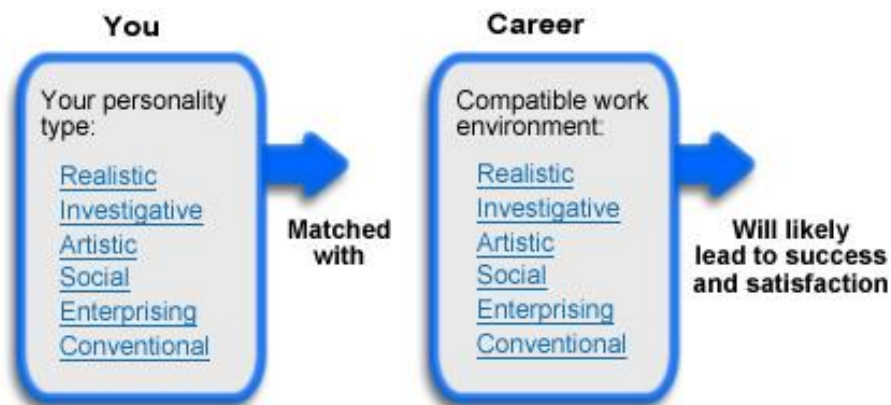 You
Your personality
type:
Realistic
Investigative
Artistic
Social
Enterprising
Conventional
Matched
with
Career
Compatible work
environment:
Realistic
Investigative
Artistic
Social
Enterprising
Conventional
Will likely
lead to success
and satisfaction